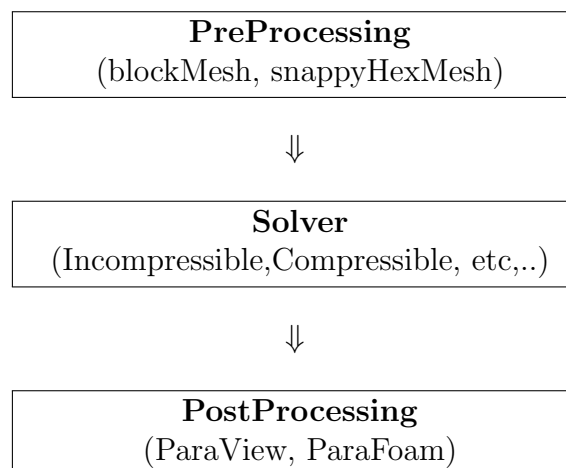 PreProcessing
(blockMesh, snappyHexMesh)
⇓
Solver
(Incompressible,Compressible, etc,..)
⇓
PostProcessing
(ParaView, ParaFoam)